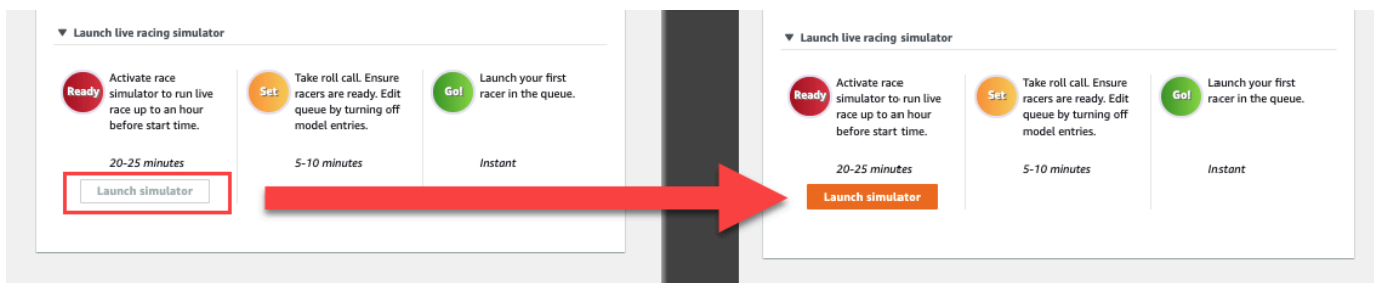 ▼ Launch live racing simulator
Ready
Activate race
simulator to run live
race up to an hour
before start time.
20-25 minutes
Launch simulator
Set
Take roll call. Ensure
racers are ready. Edit
queue by turning off
model entries.
5-10 minutes
Go!
Launch your first
racer in the queue.
Instant
▼ Launch live racing simulator
Ready
Activate race
simulator to run live
race up to an hour
before start time.
20-25 minutes
Launch simulator
Set
Take roll call. Ensure
racers are ready. Edit
queue by turning off
model entries.
5-10 minutes
Go!
Launch your first
racer in the queue.
Instant